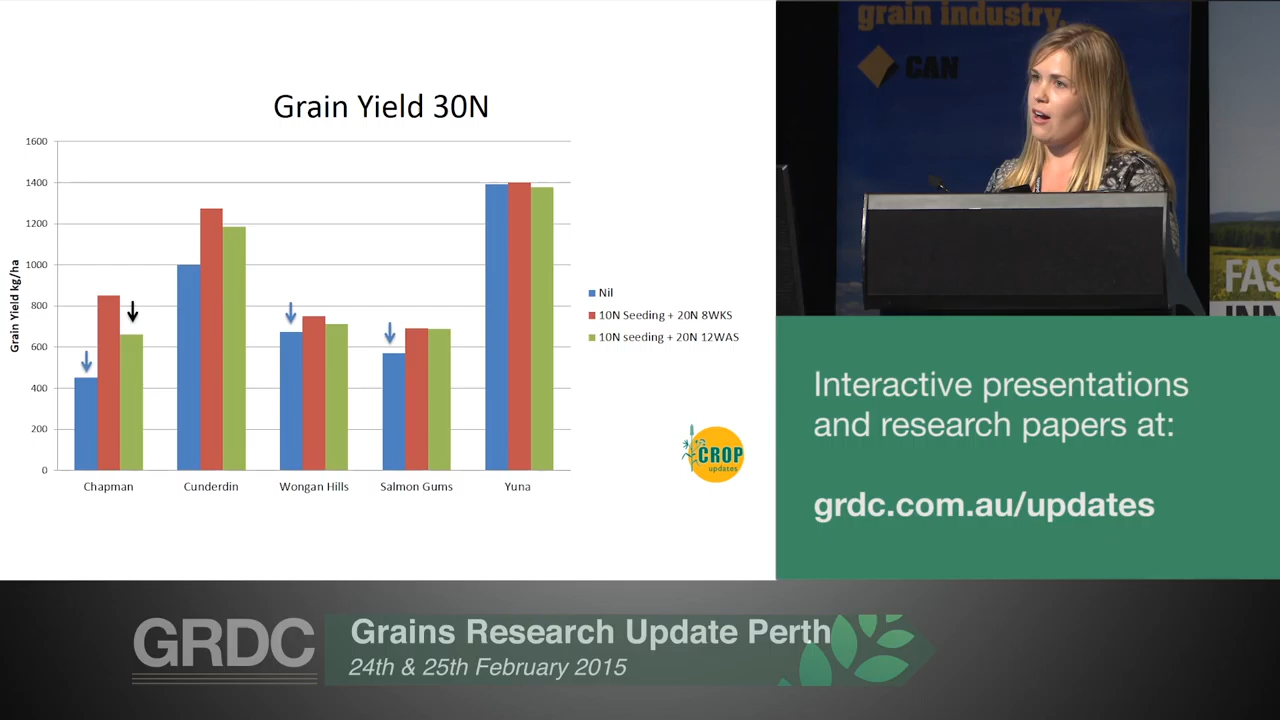 Grain Yield 30N
1600
1400
1200
1000
800
600
400
200
0
Grain Yield kg/ha
Chapman
Cunderdin
Wongan Hills
Salmon Gums
Yuna
Nil
10N Seeding + 20N 8WKS
10N seeding + 20N 12WAS
CROP
updates
grain industry.
CAN
FAS
Interactive presentations
and research papers at:
grdc.com.au/updates
GRDC
Grains Research Update Perth
24th & 25th February 2015